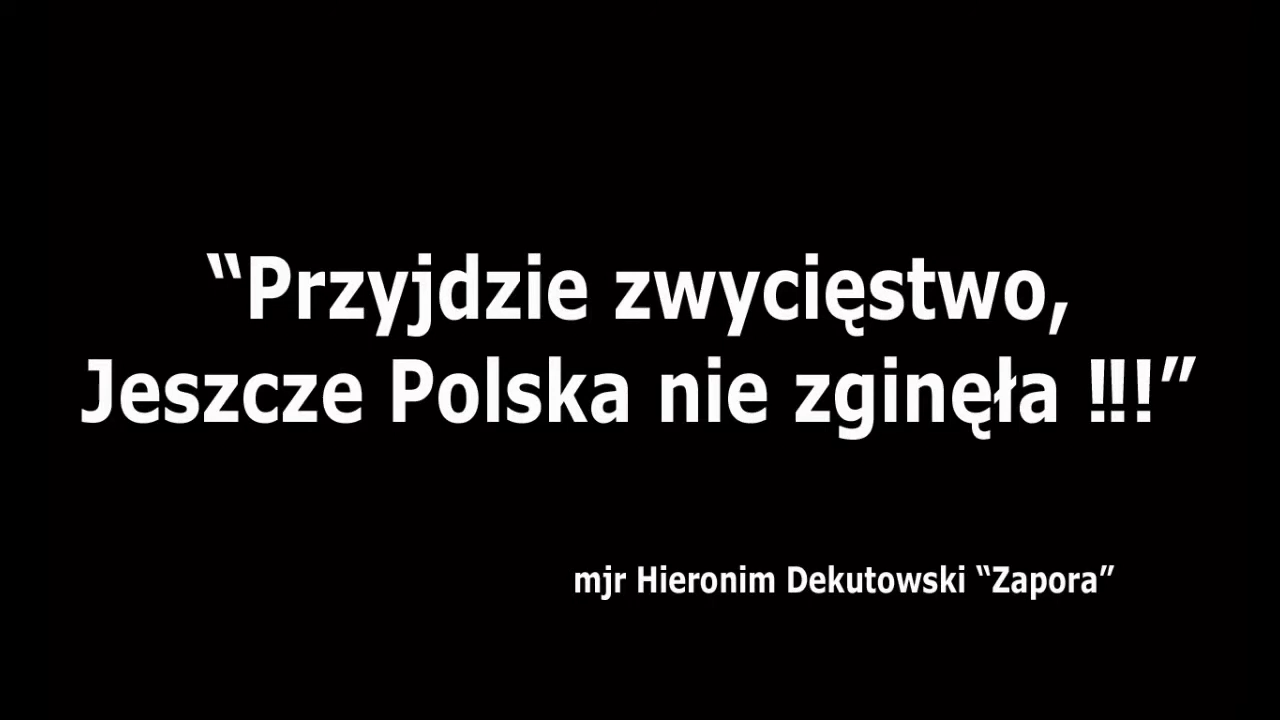 “Przyjdzie zwycięstwo,
Jeszcze Polska nie zginęła !!!”
mjr Hieronim Dekutowski “Zapora”